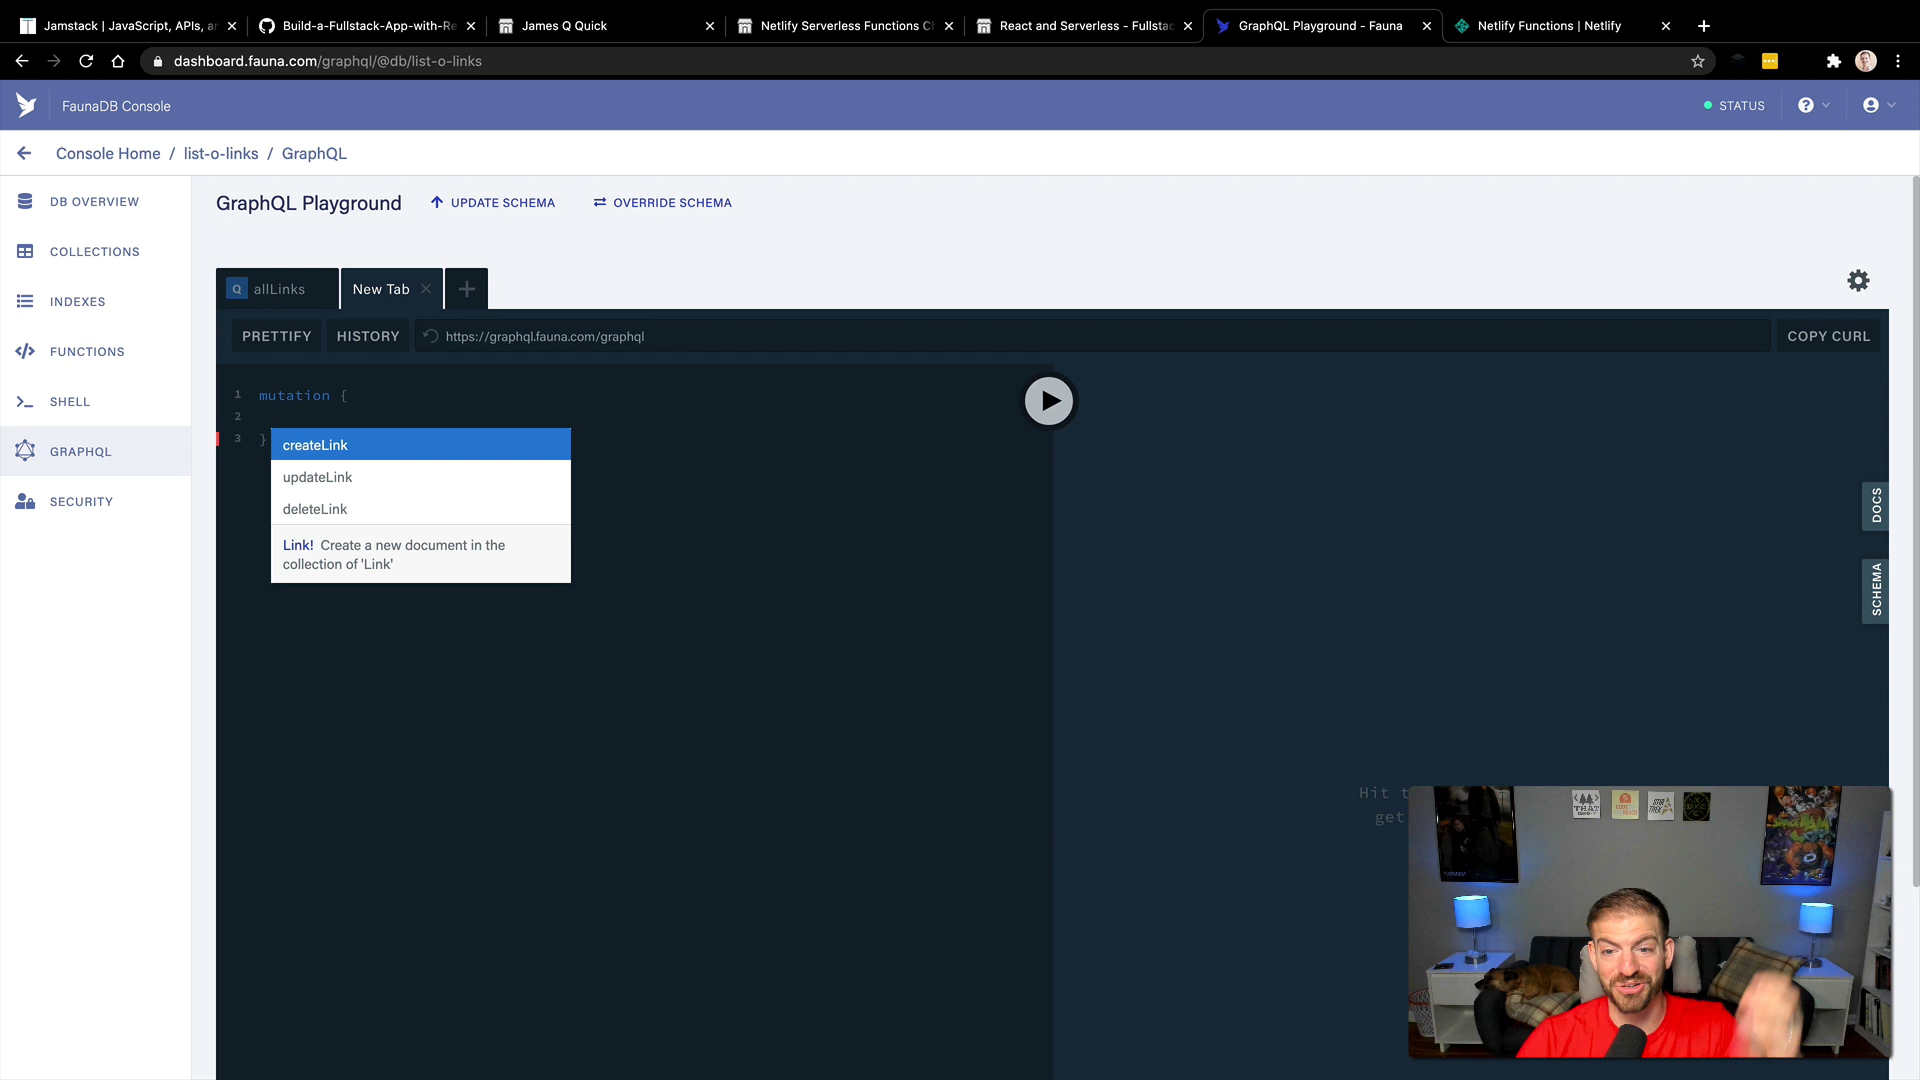 Jamstack | JavaScript, APIs, an
Build-a-Fullstack-App-with-Re
James Q Quick
Netlify Serverless Functions C
React and Serverless - Fullstac
GraphQL Playground - Fauna
Netlify Functions | Netlify
dashboard.fauna.com/graphql/@db/list-o-links
FaunaDB Console
STATUS
Console Home / list-o-links / GraphQL
DB OVERVIEW
COLLECTIONS
INDEXES
FUNCTIONS
SHELL
GRAPHQL
SECURITY
GraphQL Playground
UPDATE SCHEMA
OVERRIDE SCHEMA
Q allLinks
New Tab
PRETTIFY
HISTORY
https://graphql.fauna.com/graphql
COPY CURL
1 mutation {
2
3 }
createLink
updateLink
deleteLink
Link! Create a new document in the
collection of 'Link'
DOCS
SCHEMA
Hit t
get
THAT